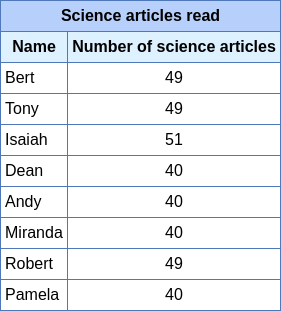 Science articles read
Name Number of science articles
Bert 49
Tony 49
Isaiah 51
Dean 40
Andy 40
Miranda 40
Robert 49
Pamela 40